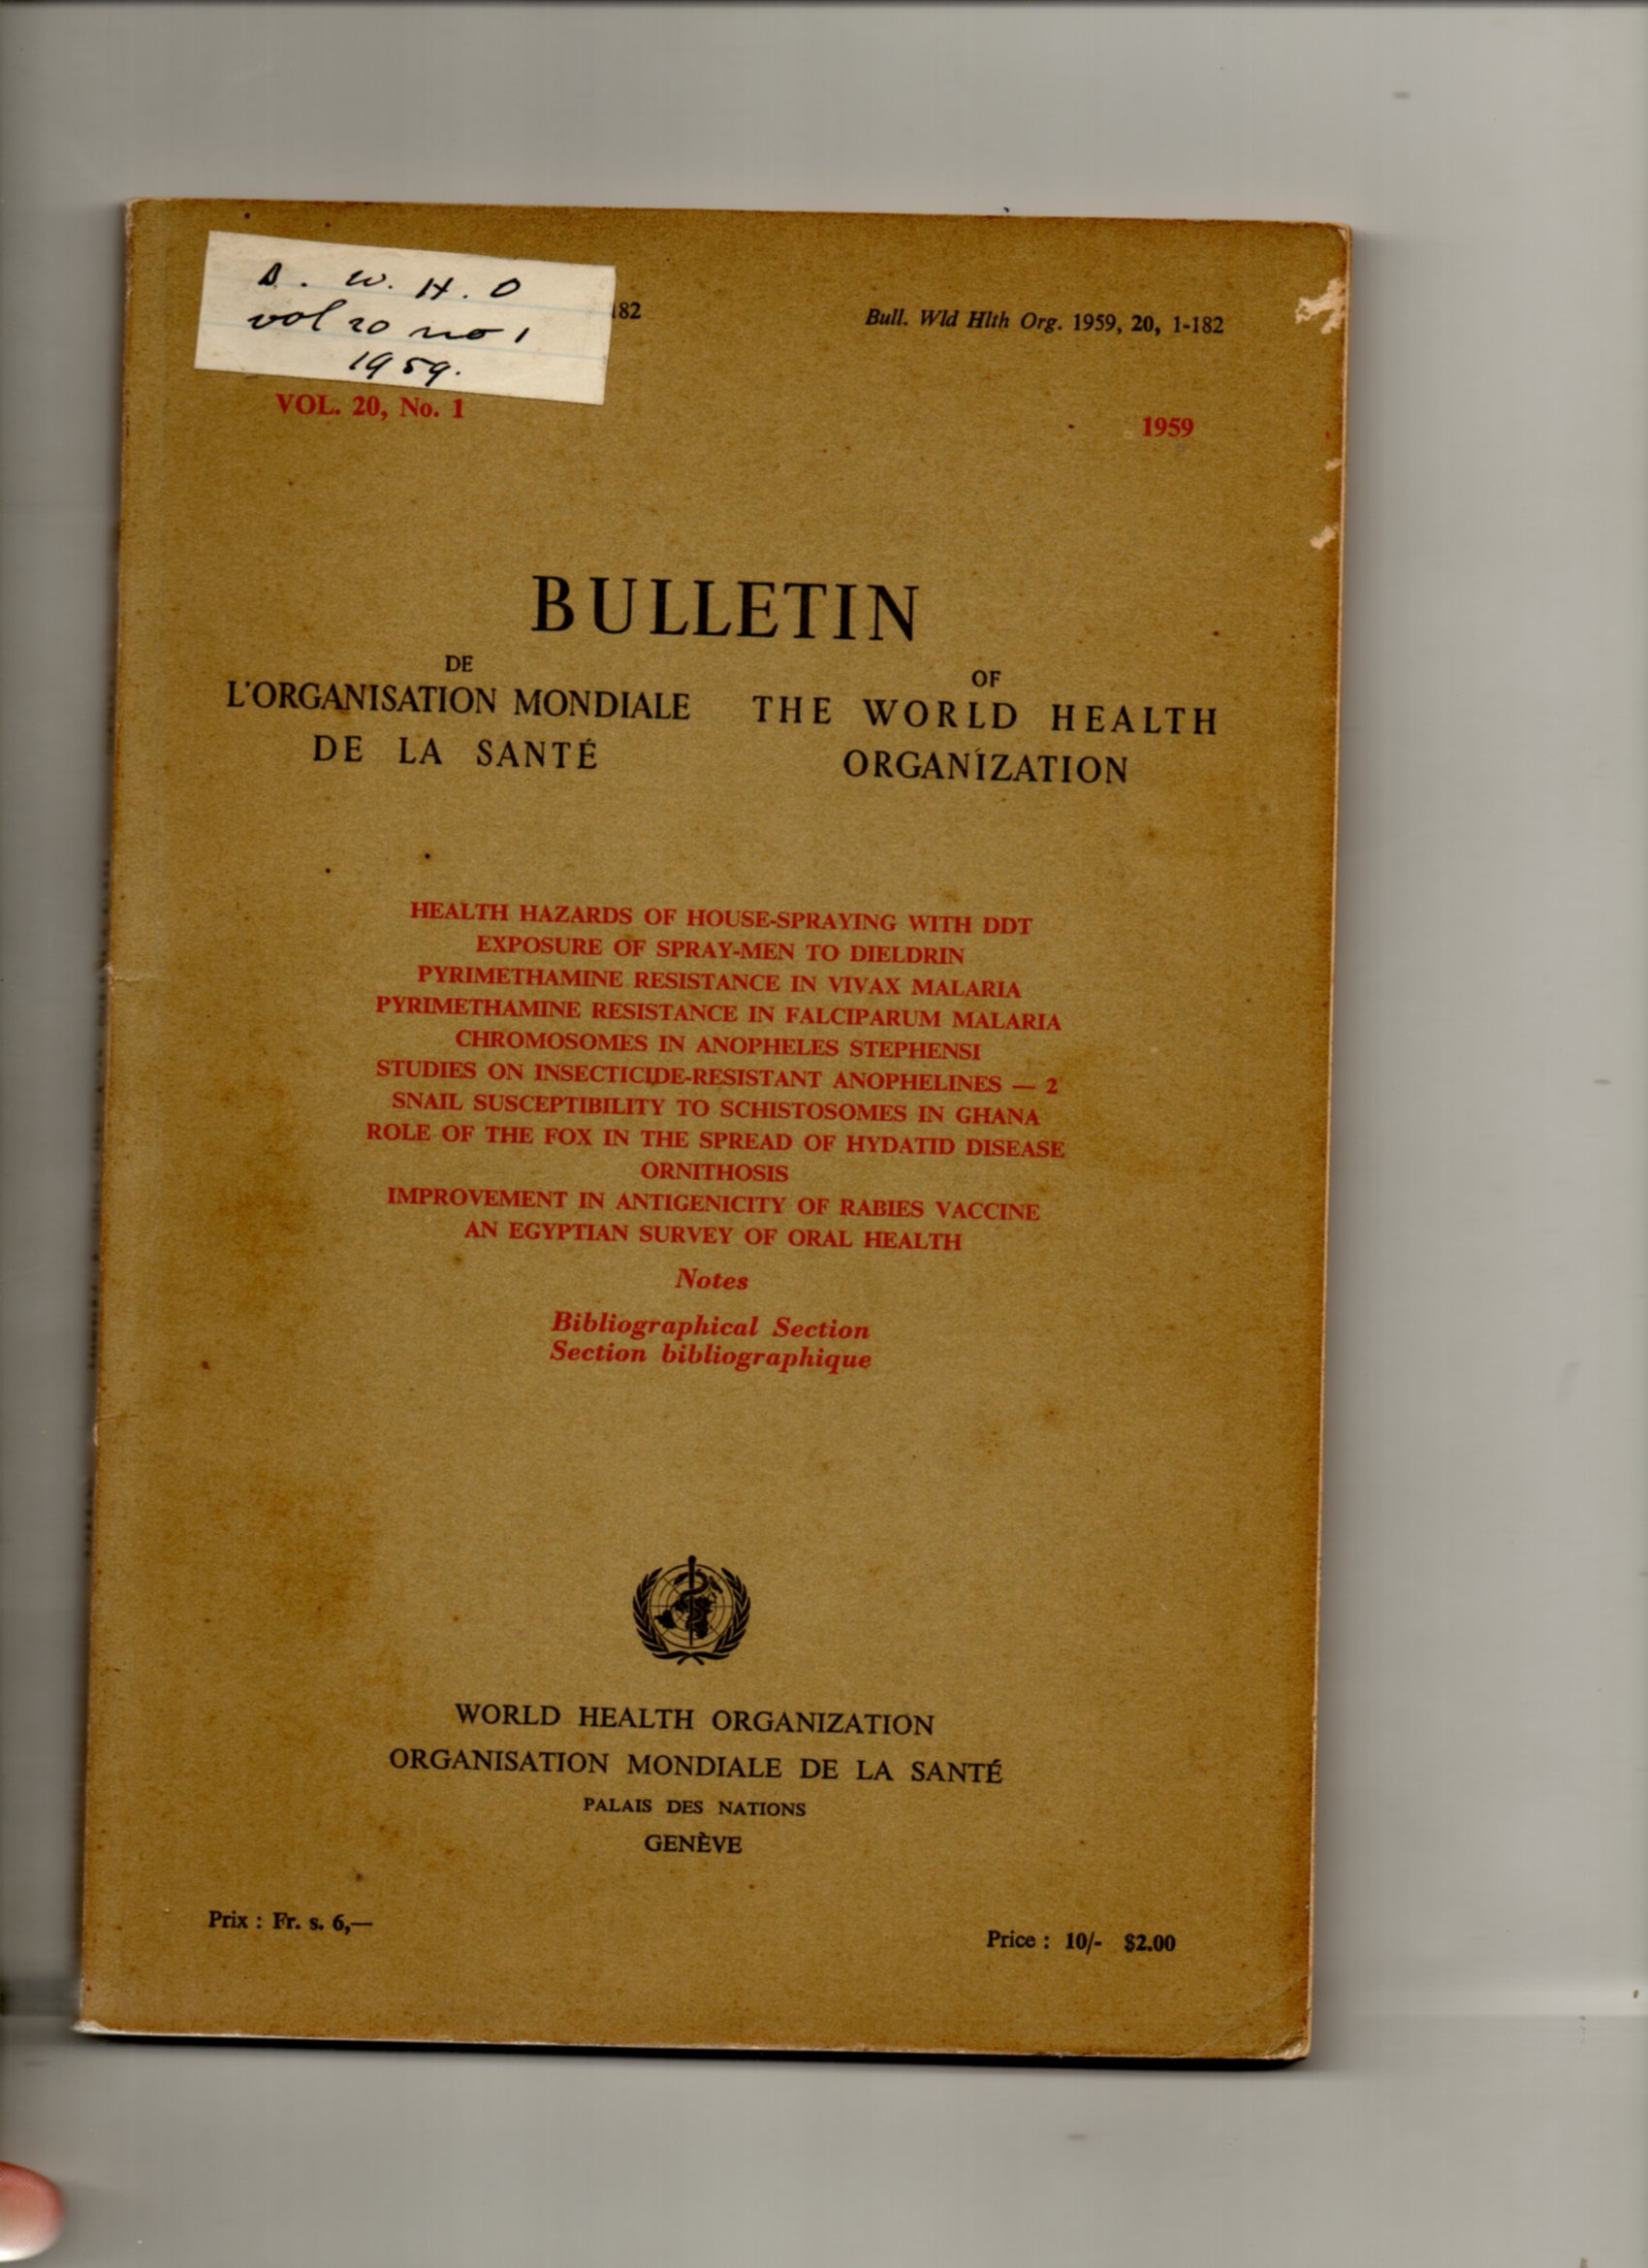 B. W. H. O
vol 20 no 1
1959.
182
Bull. Wld Hlth Org. 1959, 20, 1-182
VOL. 20, No. 1
1959
BULLETIN
DE
L'ORGANISATION MONDIALE
DE LA SANTÉ
OF
THE WORLD HEALTH
ORGANIZATION
HEALTH HAZARDS OF HOUSE-SPRAYING WITH DDT
EXPOSURE OF SPRAY-MEN TO DIELDRIN
PYRIMETHAMINE RESISTANCE IN VIVAX MALARIA
PYRIMETHAMINE RESISTANCE IN FALCIPARUM MALARIA
CHROMOSOMES IN ANOPHELES STEPHENSI
STUDIES ON INSECTICIDE-RESISTANT ANOPHELINES — 2
SNAIL SUSCEPTIBILITY TO SCHISTOSOMES IN GHANA
ROLE OF THE FOX IN THE SPREAD OF HYDATID DISEASE
ORNITHOSIS
IMPROVEMENT IN ANTIGENICITY OF RABIES VACCINE
AN EGYPTIAN SURVEY OF ORAL HEALTH
Notes
Bibliographical Section
Section bibliographique
WORLD HEALTH ORGANIZATION
ORGANISATION MONDIALE DE LA SANTÉ
PALAIS DES NATIONS
GENÈVE
Prix : Fr. s. 6,—
Price : 10/- $2.00